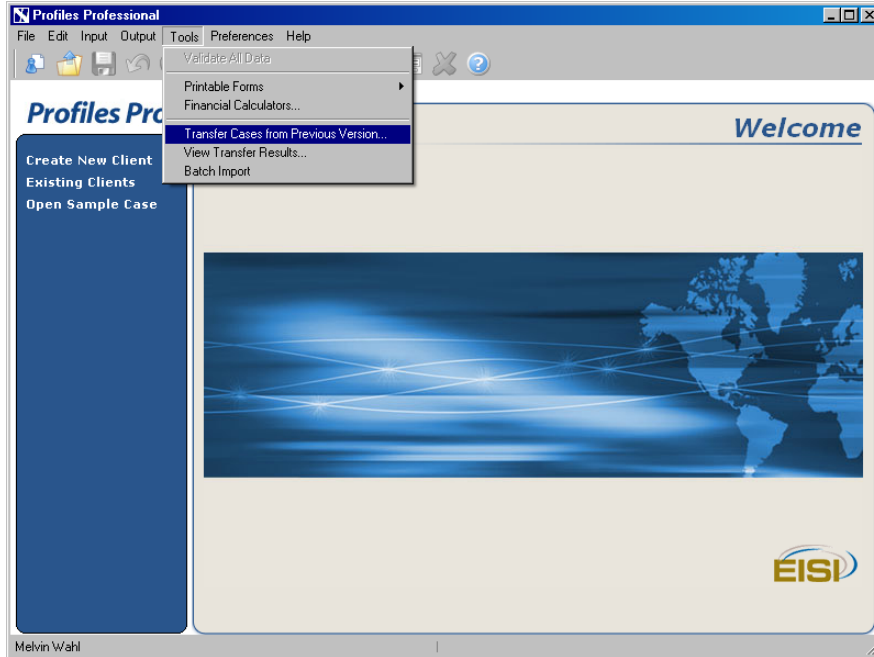 Profiles Professional
File Edit Input Output Tools Preferences Help
Validate All Data
Printable Forms
Financial Calculators...
Transfer Cases from Previous Version...
View Transfer Results...
Batch Import
Profiles Pro
Welcome
Create New Client
Existing Clients
Open Sample Case
EISI
Melvin Wahl